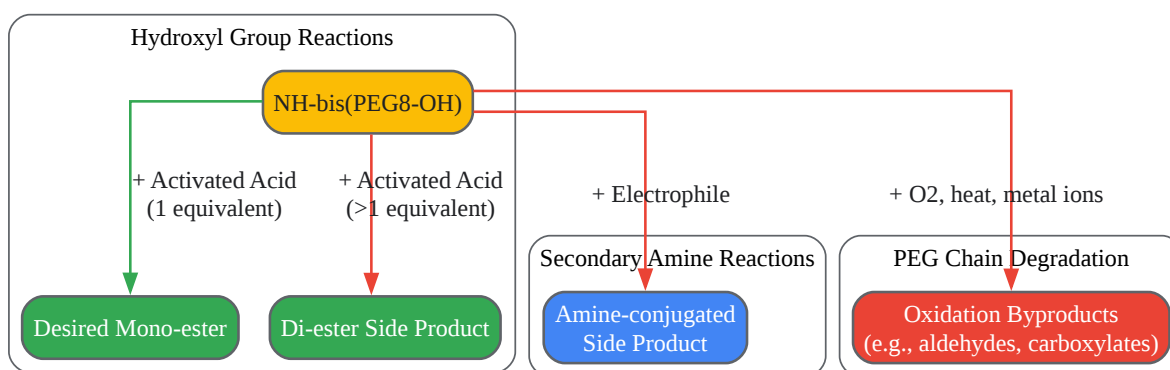 Hydroxyl Group Reactions
NH-bis(PEG8-OH)
+ Activated Acid
(1 equivalent)
+ Activated Acid
(>1 equivalent)
+ Electrophile
+ O2, heat, metal ions
Secondary Amine Reactions
PEG Chain Degradation
Desired Mono-ester
Di-ester Side Product
Amine-conjugated
Side Product
Oxidation Byproducts
(e.g., aldehydes, carboxylates)